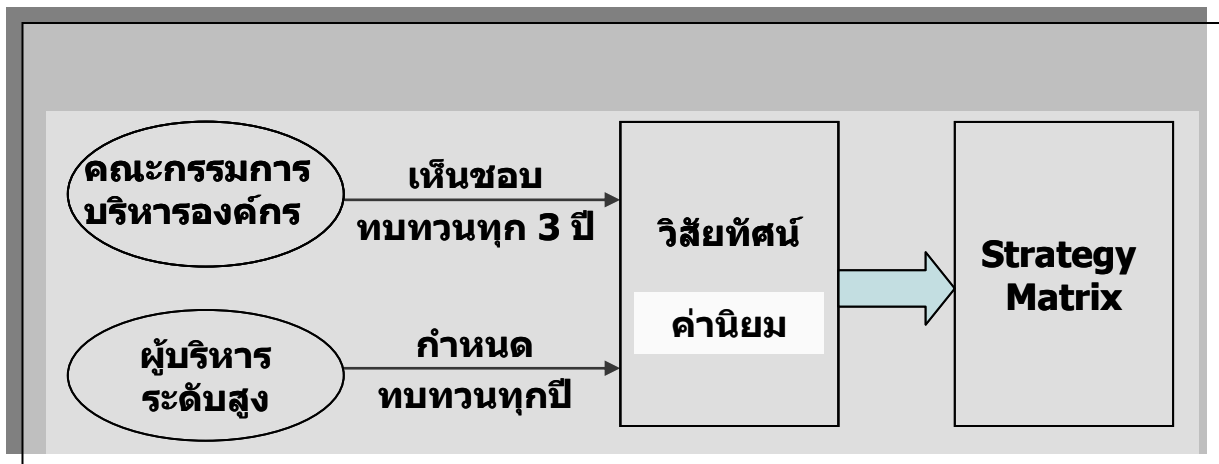 คณะกรรมการ
บริหารองค์กร
เห็นชอบ
ทบทวนทุก 3 ปี
ผู้บริหาร
ระดับสูง
กำหนด
ทบทวนทุกปี
วิสัยทัศน์
ค่านิยม
Strategy
Matrix